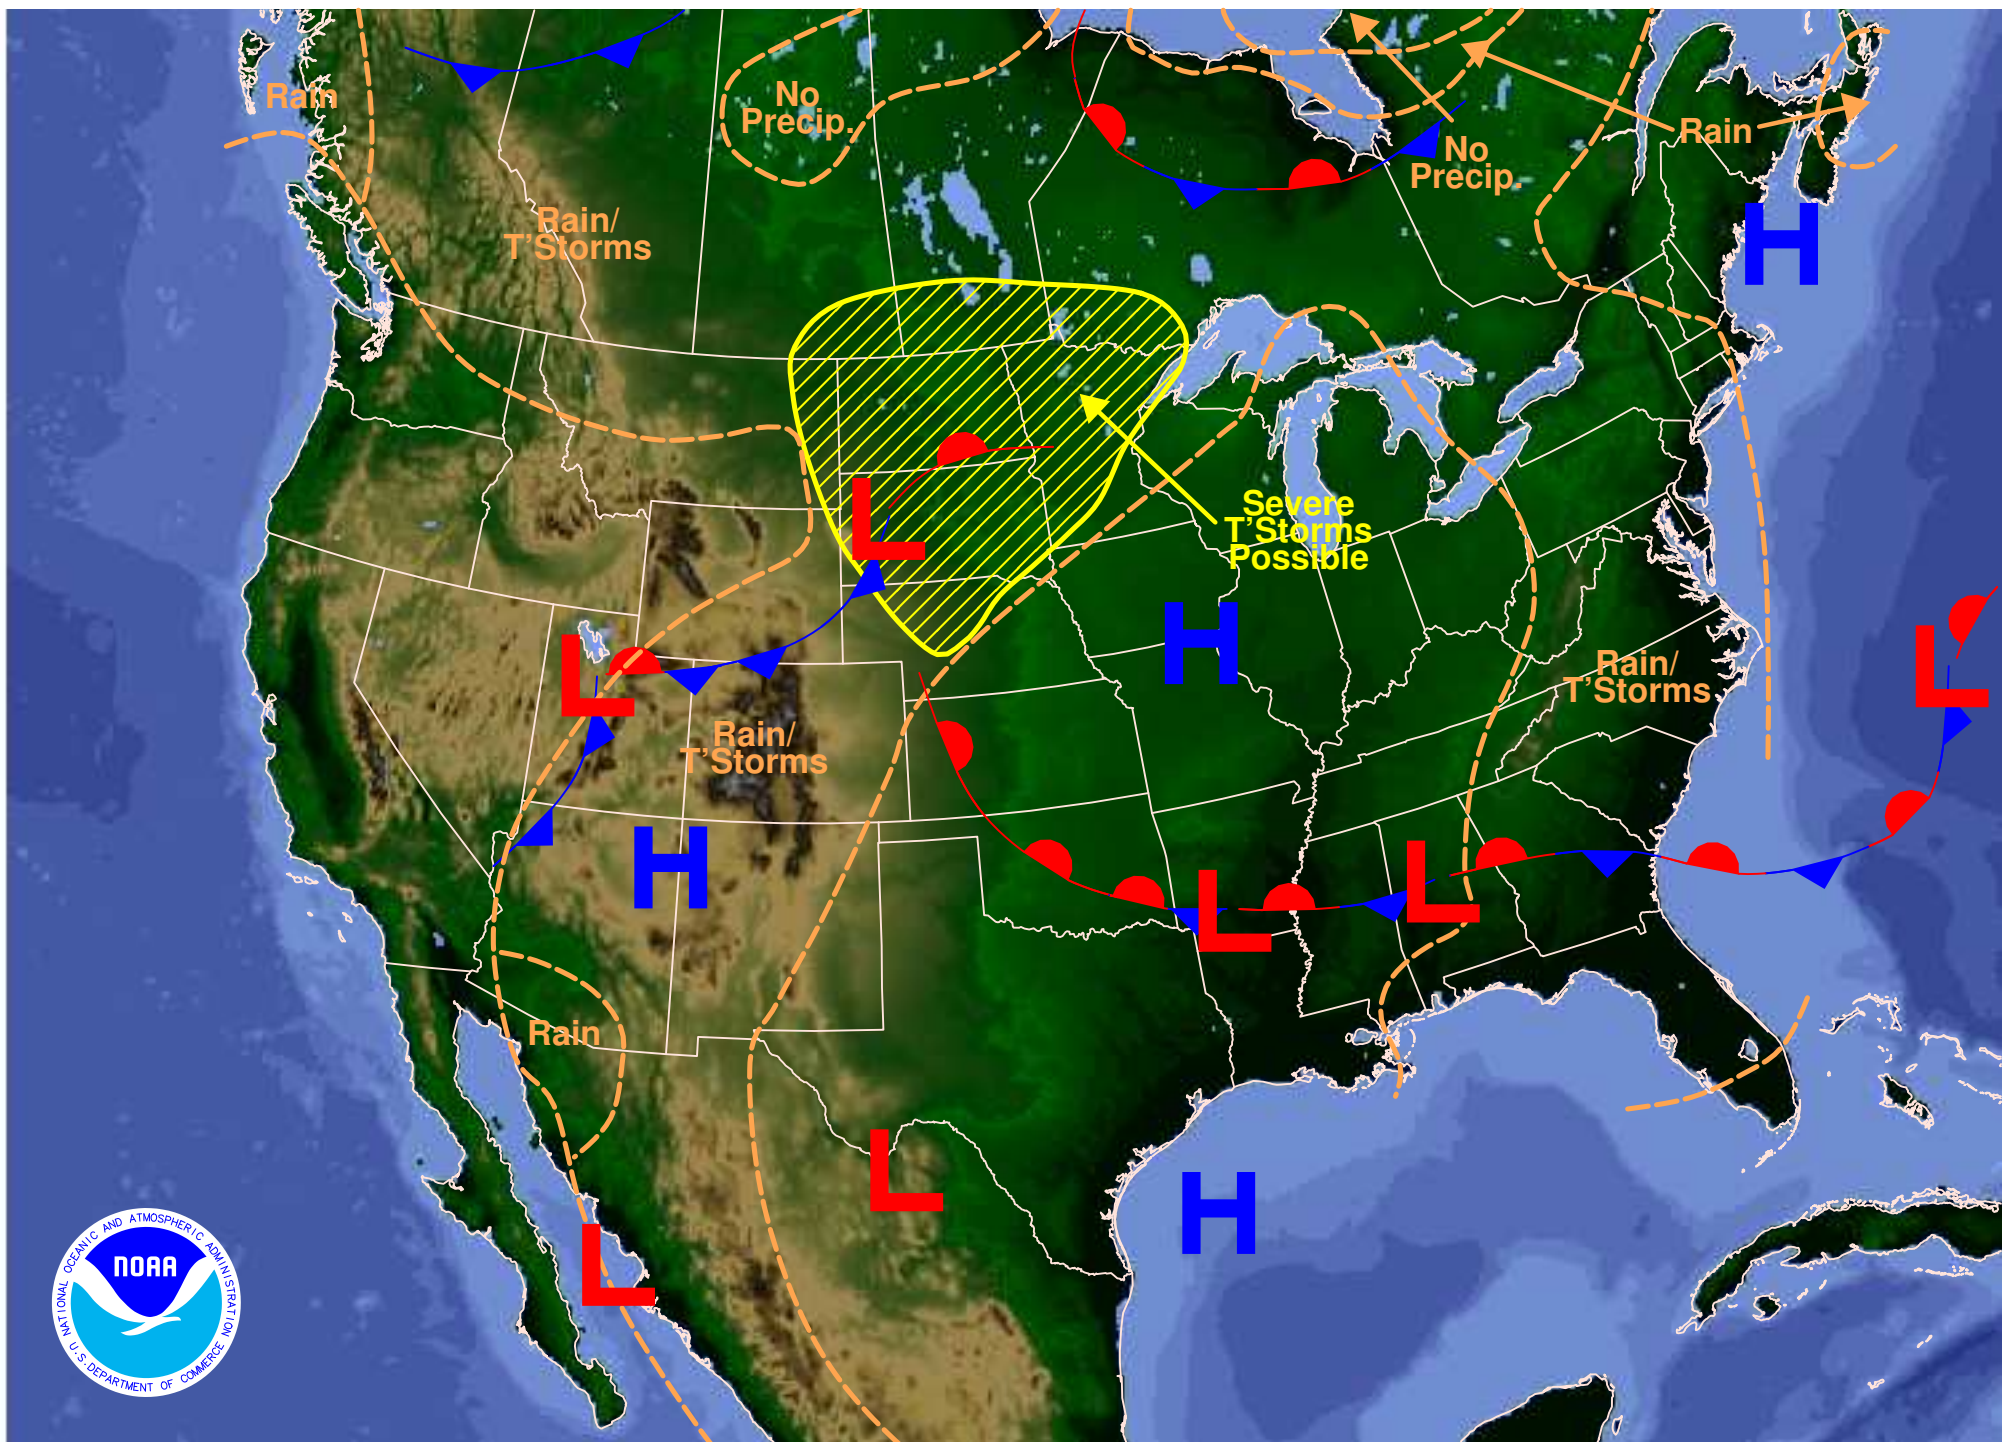 Rain
No
Precip.
No
Precip.
Rain
Rain/
T'Storms
H
Severe
T'Storms
Possible
L
H
L
Rain/
T'Storms
L
Rain/
T'Storms
H
L
L
Rain
L
H
L
NATIONAL OCEANIC AND ATMOSPHERIC ADMINISTRATION
NOAA
U.S. DEPARTMENT OF COMMERCE